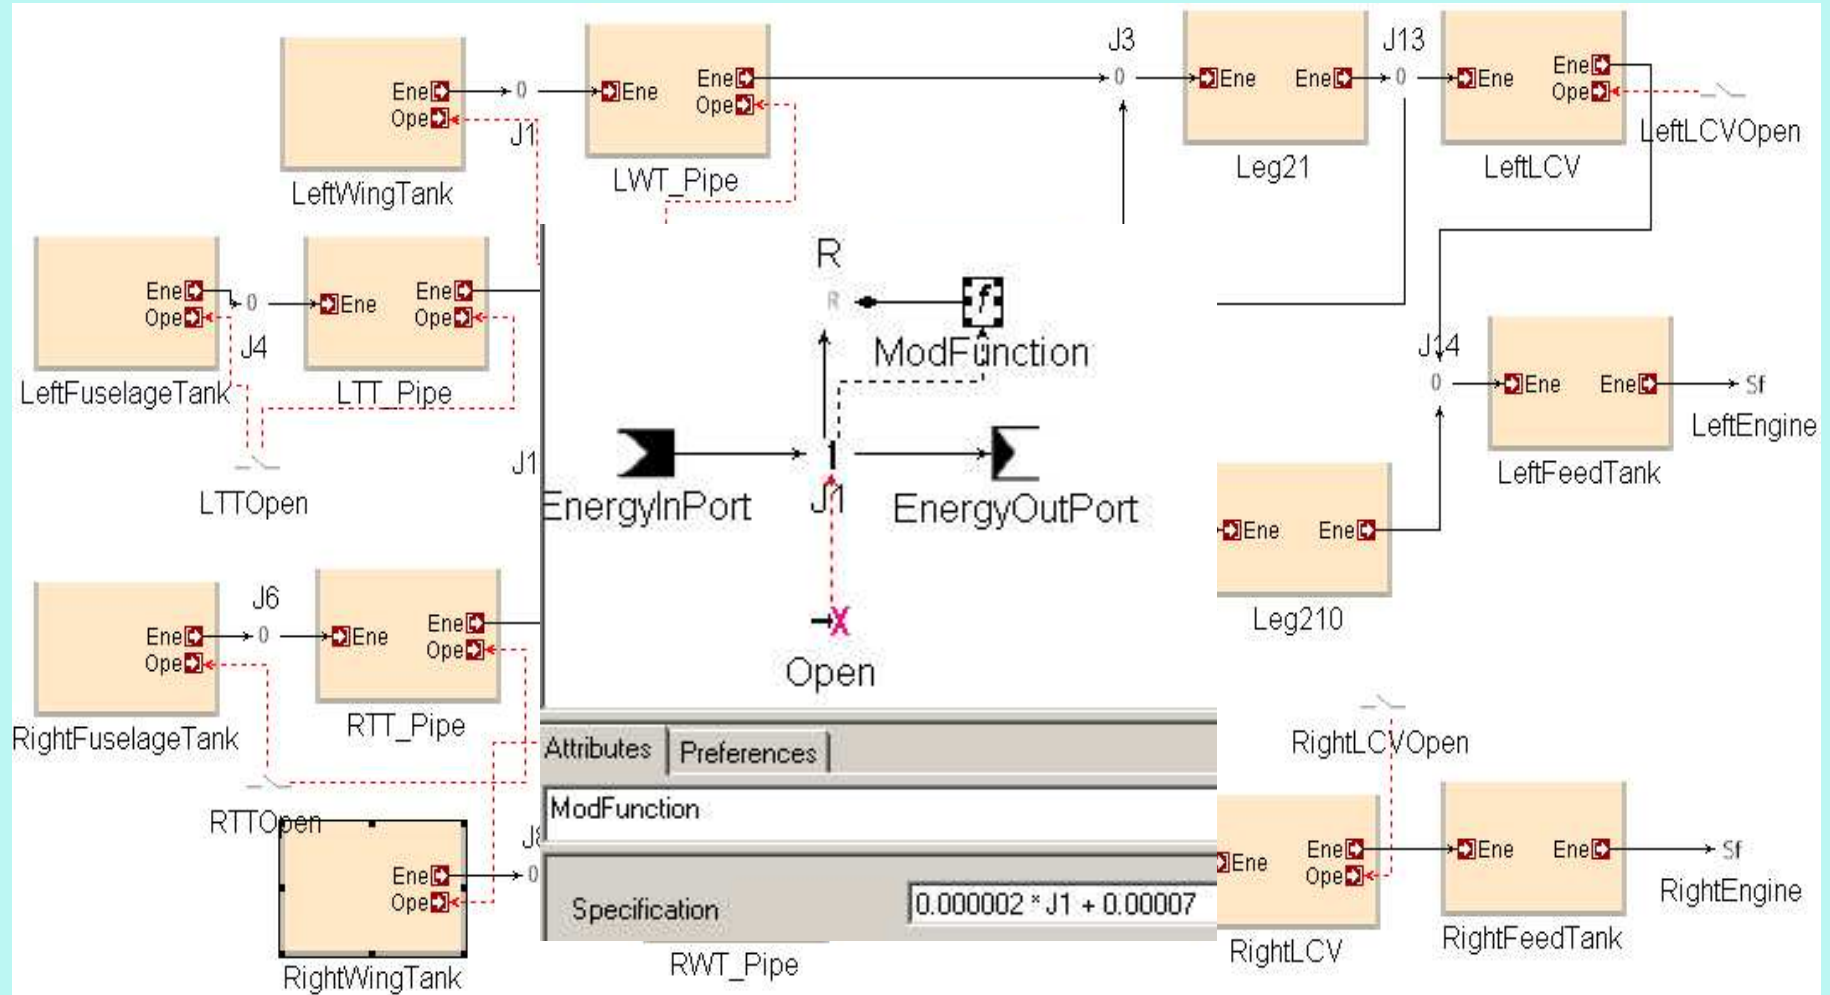 J3
J13
Ene
Ope
0
J1
Ene
Ene
Ope
0
Ene
Ene
0
Ene
Ene
Ope
LeftLCVOpen
LeftWingTank
LWT_Pipe
Leg21
LeftLCV
Ene
Ope
0
J4
Ene
Ene
Ope
LeftFuselageTank
LTT_Pipe
LTTOpen
J1
R
R
f
ModFunction
EnergyInPort
1
J1
EnergyOutPort
Open
J14
0
Ene
Ene
Sf
LeftEngine
LeftFeedTank
Ene
Ene
Leg210
J6
Ene
Ope
0
Ene
Ene
Ope
RightFuselageTank
RTT_Pipe
RTTOpen
Attributes
Preferences
ModFunction
Specification
0.000002 * J1 + 0.00007
Ene
Ope
0
RightWingTank
RWT_Pipe
RightLCVOpen
Ene
Ene
Ope
Ene
Ene
Sf
RightEngine
RightLCV
RightFeedTank